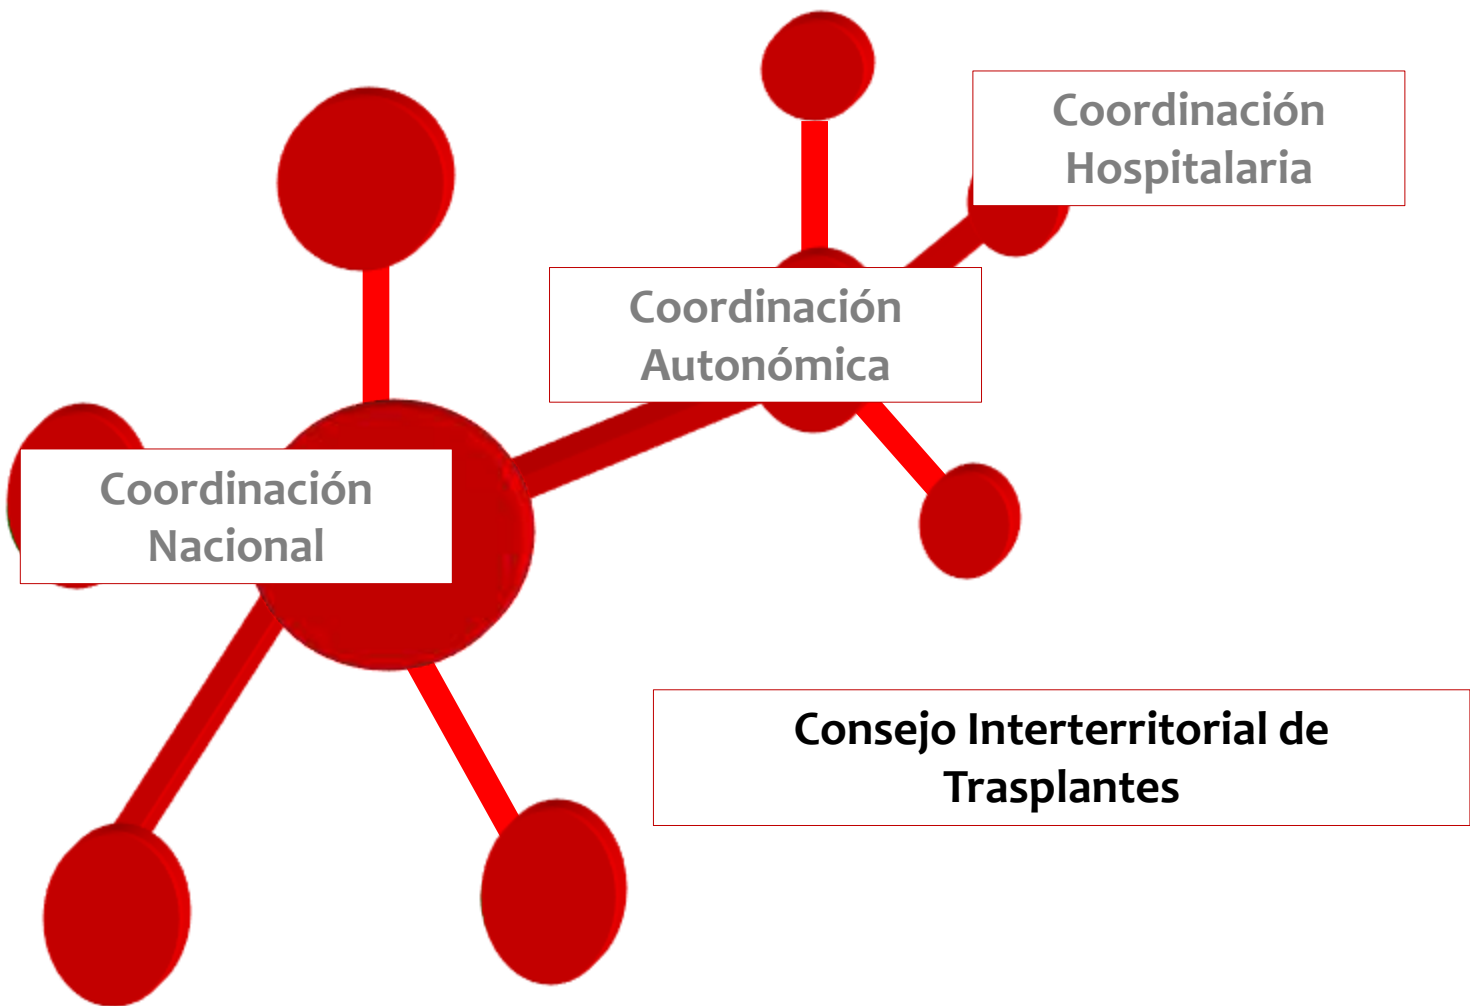 Coordinación
Hospitalaria
Coordinación
Autonómica
Coordinación
Nacional
Consejo Interterritorial de
Trasplantes